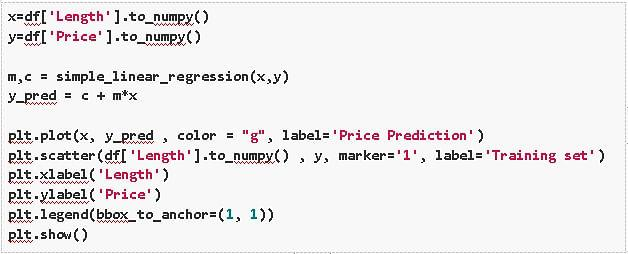 x=df['Length'].to_numpy()
y=df['Price'].to_numpy()
m,c = simple_linear_regression(x,y)
y_pred = c + m*x
plt.plot(x, y_pred , color = "g", label='Price Prediction')
plt.scatter(df['Length'].to_numpy() , y, marker='1', label='Training set')
plt.xlabel('Length')
plt.ylabel('Price')
plt.legend(bbox_to_anchor=(1, 1))
plt.show()